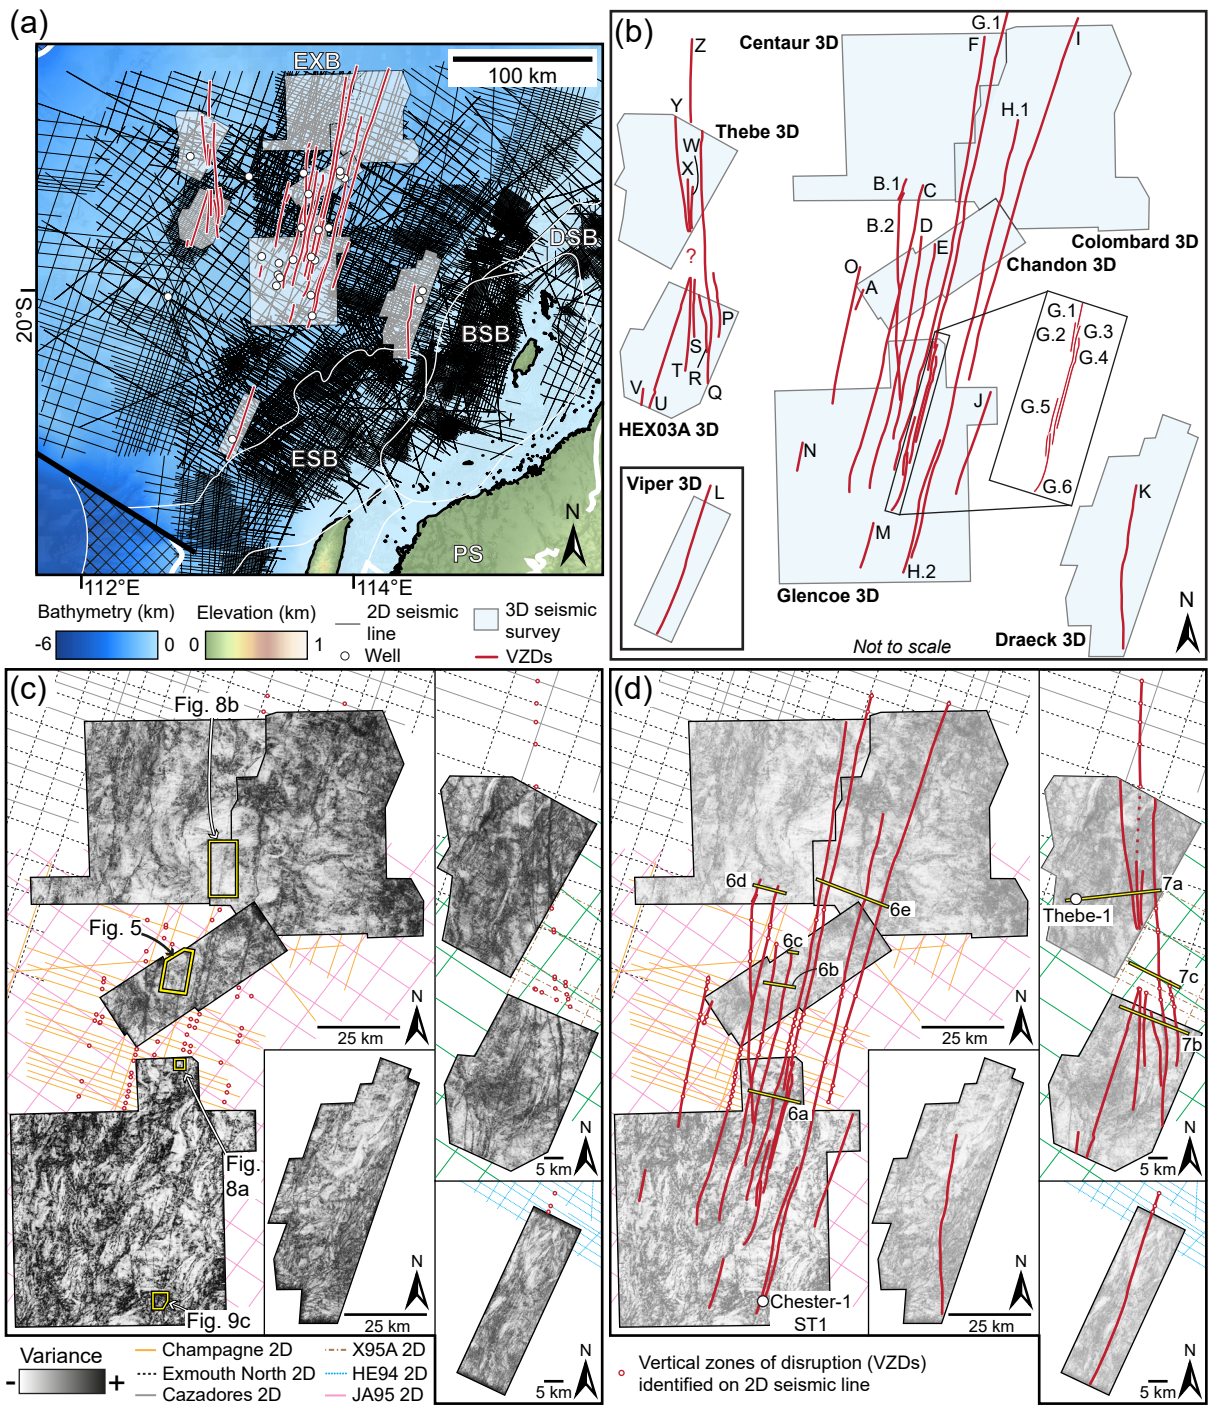 (a)
EXB
100 km
DSB
BSB
ESB
PS
N
20°S
112°E
114°E
Bathymetry (km)
-6
0
Elevation (km)
0
1
2D seismic line
Well
3D seismic survey
VZDs
(b)
Centaur 3D
G.1
F
I
Z
Y
Thebe 3D
W
X
H.1
B.1
C
B.2
D
E
Colombard 3D
Chandon 3D
?
O
A
P
S
T
R
V
U
Q
HEX03A 3D
G.1
G.2
G.3
G.4
G.5
G.6
J
N
Viper 3D
L
K
M
H.2
Glencoe 3D
Draeck 3D
Not to scale
N
(c)
Fig. 8b
Fig. 5
N
25 km
Fig. 8a
Fig. 9c
N
25 km
N
5 km
N
5 km
Variance
-
+
Champagne 2D
Exmouth North 2D
Cazadores 2D
X95A 2D
HE94 2D
JA95 2D
(d)
6d
6e
6c
6b
6a
7a
Thebe-1
7c
7b
N
25 km
Chester-1
ST1
N
25 km
N
5 km
N
5 km
Vertical zones of disruption (VZDs)
identified on 2D seismic line